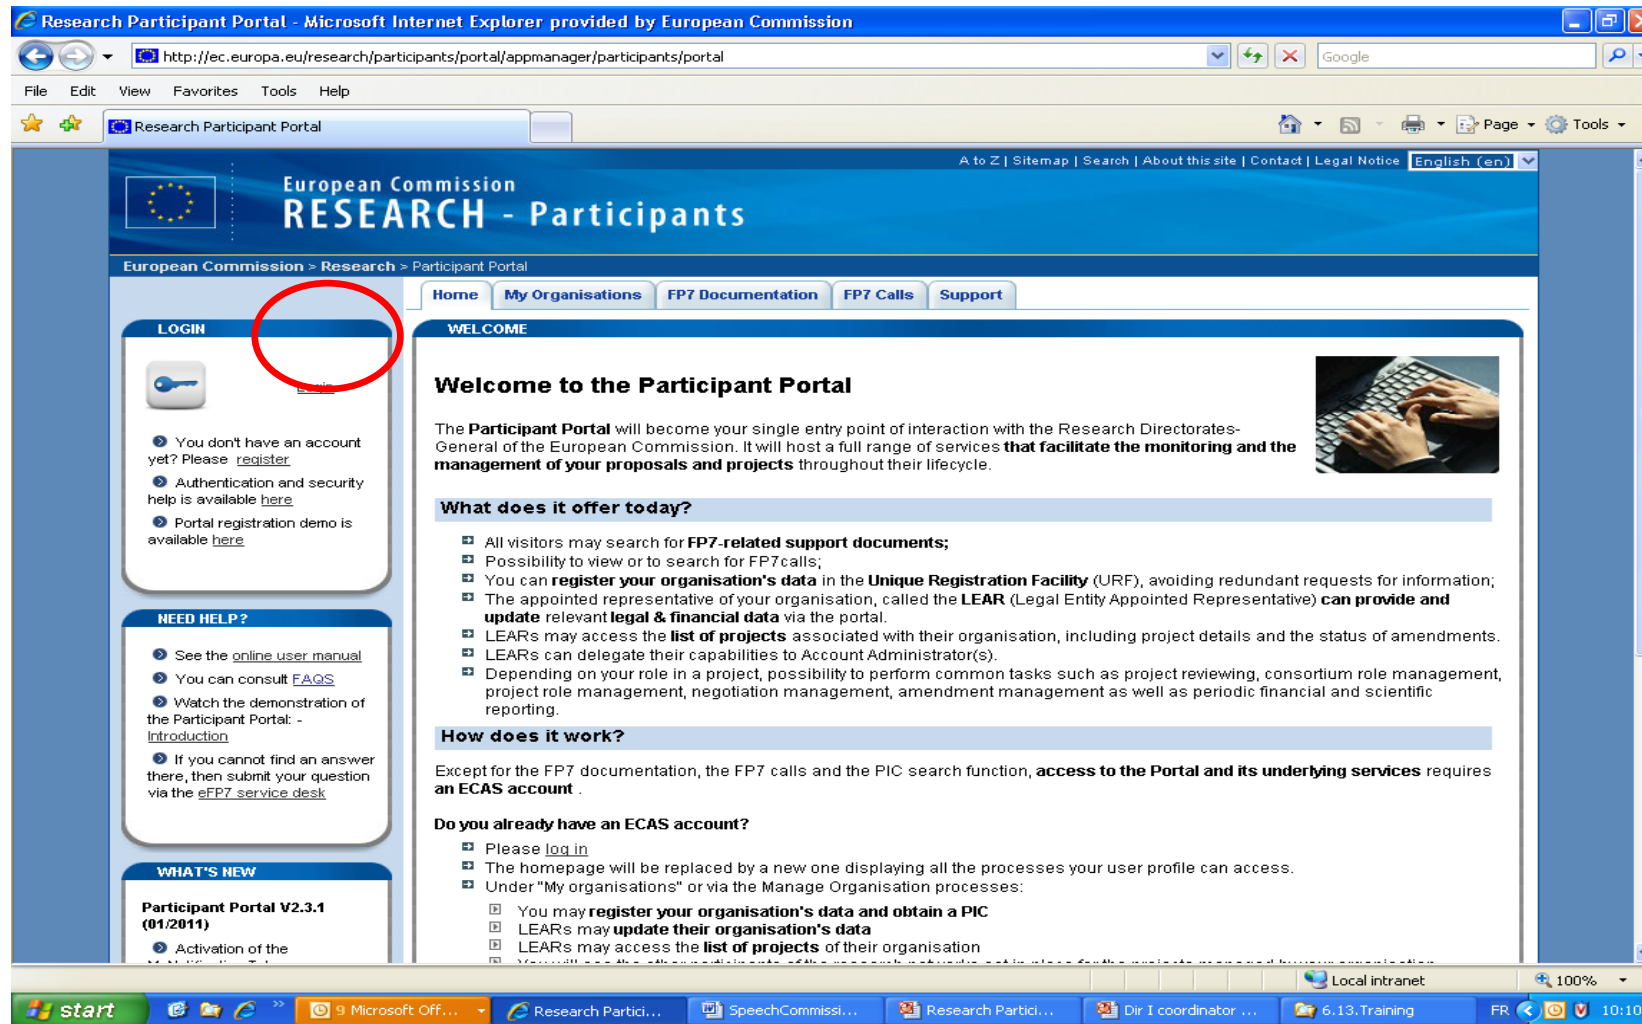 Research Participant Portal - Microsoft Internet Explorer provided by European Commission
http://ec.europa.eu/research/participants/portal/appmanager/participants/portal
Google
File Edit View Favorites Tools Help
Research Participant Portal
Page Tools
A to Z | Sitemap | Search | About this site | Contact | Legal Notice English (en)
European Commission
RESEARCH - Participants
European Commission > Research > Participant Portal
Home My Organisations FP7 Documentation FP7 Calls Support
LOGIN
Login
You don't have an account
yet? Please register
Authentication and security
help is available here
Portal registration demo is
available here
NEED HELP?
See the online user manual
You can consult FAQS
Watch the demonstration of
the Participant Portal: -
Introduction
If you cannot find an answer
there, then submit your question
via the eFP7 service desk
WHAT'S NEW
Participant Portal V2.3.1
(01/2011)
Activation of the
WELCOME
Welcome to the Participant Portal
The Participant Portal will become your single entry point of interaction with the Research Directorates-
General of the European Commission. It will host a full range of services that facilitate the monitoring and the
management of your proposals and projects throughout their lifecycle.
What does it offer today?
All visitors may search for FP7-related support documents;
Possibility to view or to search for FP7calls;
You can register your organisation's data in the Unique Registration Facility (URF), avoiding redundant requests for information;
The appointed representative of your organisation, called the LEAR (Legal Entity Appointed Representative) can provide and
update relevant legal & financial data via the portal.
LEARs may access the list of projects associated with their organisation, including project details and the status of amendments.
LEARs can delegate their capabilities to Account Administrator(s).
Depending on your role in a project, possibility to perform common tasks such as project reviewing, consortium role management,
project role management, negotiation management, amendment management as well as periodic financial and scientific
reporting.
How does it work?
Except for the FP7 documentation, the FP7 calls and the PIC search function, access to the Portal and its underlying services requires
an ECAS account .
Do you already have an ECAS account?
Please log in
The homepage will be replaced by a new one displaying all the processes your user profile can access.
Under "My organisations" or via the Manage Organisation processes:
You may register your organisation's data and obtain a PIC
LEARs may update their organisation's data
LEARs may access the list of projects of their organisation
Local intranet 100%
start 9 Microsoft Off... Research Partici... SpeechCommissi... Research Partici... Dir I coordinator ... 6.13.Training FR 10:10